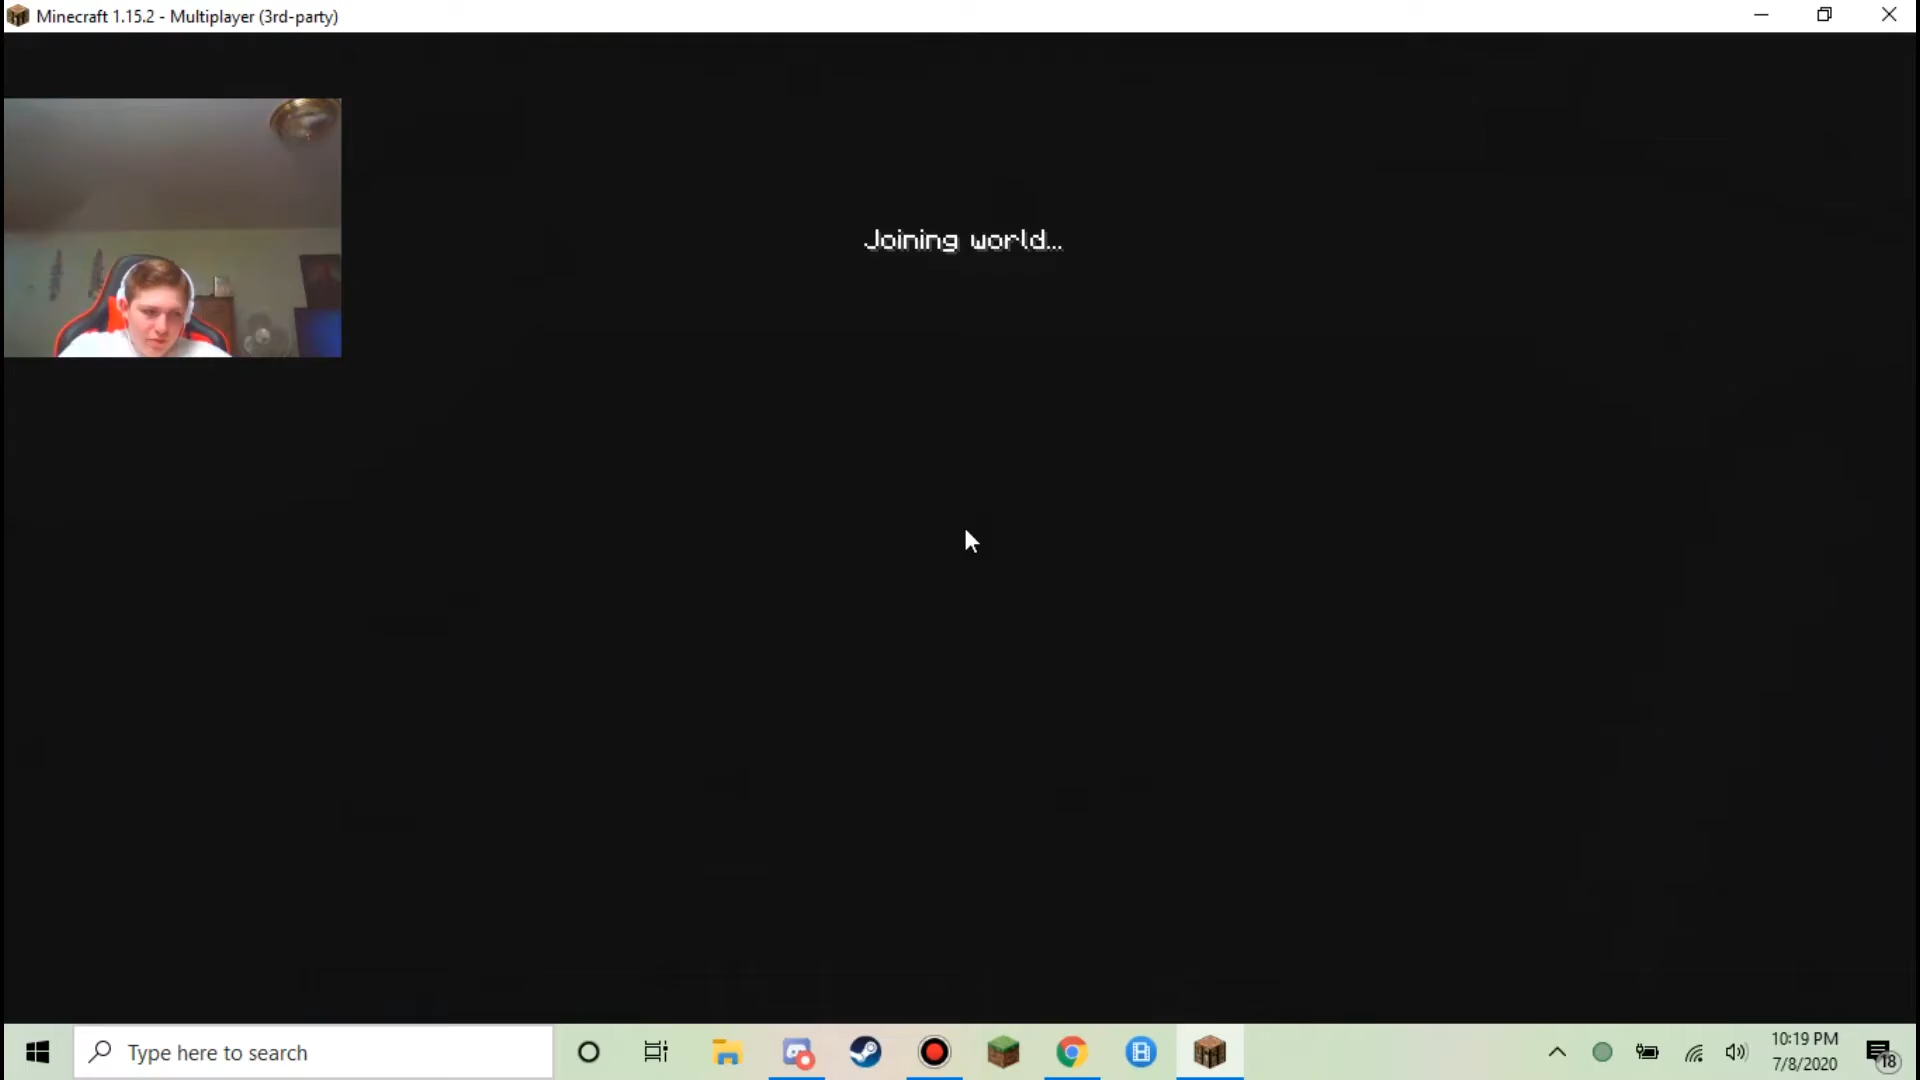 Minecraft 1.15.2 - Multiplayer (3rd-party)
Joining world...
Type here to search
10:19 PM
7/8/2020
18